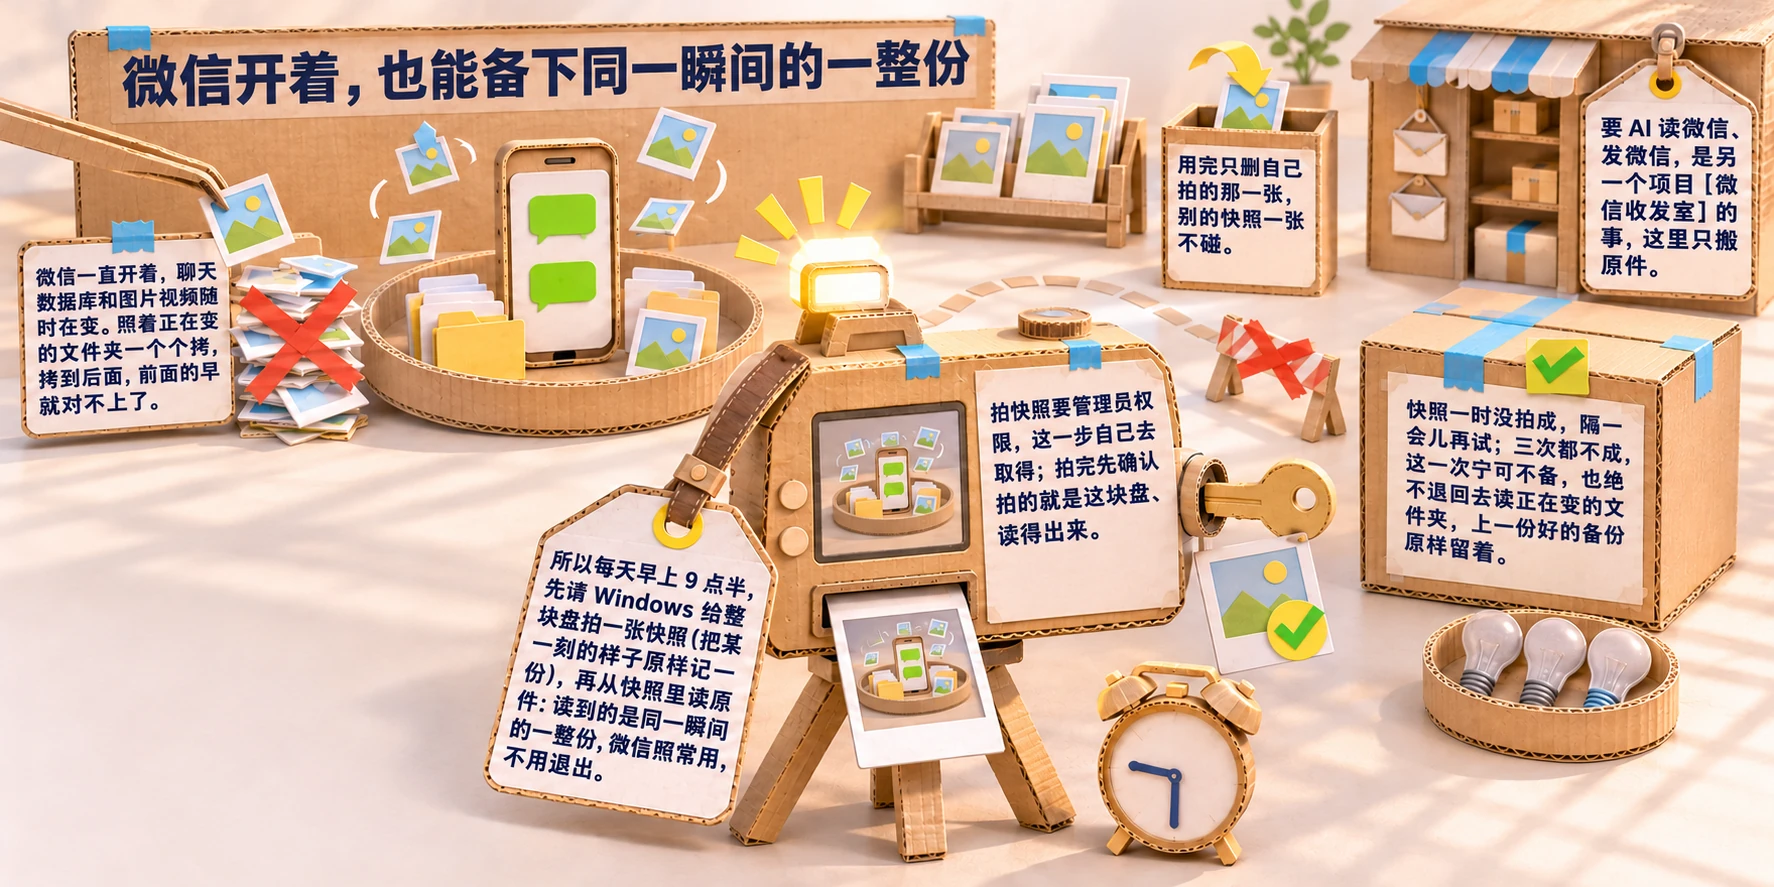 微信开着，也能备下同一瞬间的一整份
微信一直开着，聊天
数据库和图片视频随
时在变。照着正在变
的文件夹一个个拷，
拷到后面，前面的早
就对不上了。
所以每天早上 9 点半，
先请 Windows 给整
块盘拍一张快照（把某
一刻的样子原样记一
份），再从快照里读原
件：读到的是同一瞬间
的一整份，微信照常用，
不用退出。
拍快照要管理员权
限，这一步自己去
取得；拍完先确认
拍的就是这块盘、
读得出来。
用完只删自己
拍的那一张，
别的快照一张
不碰。
要 AI 读微信、
发微信，是另
一个项目［微
信收发室］的
事，这里只搬
原件。
快照一时没拍成，隔一
会儿再试；三次都不成，
这一次宁可不备，也绝
不退回去读正在变的文
件夹，上一份好的备份
原样留着。